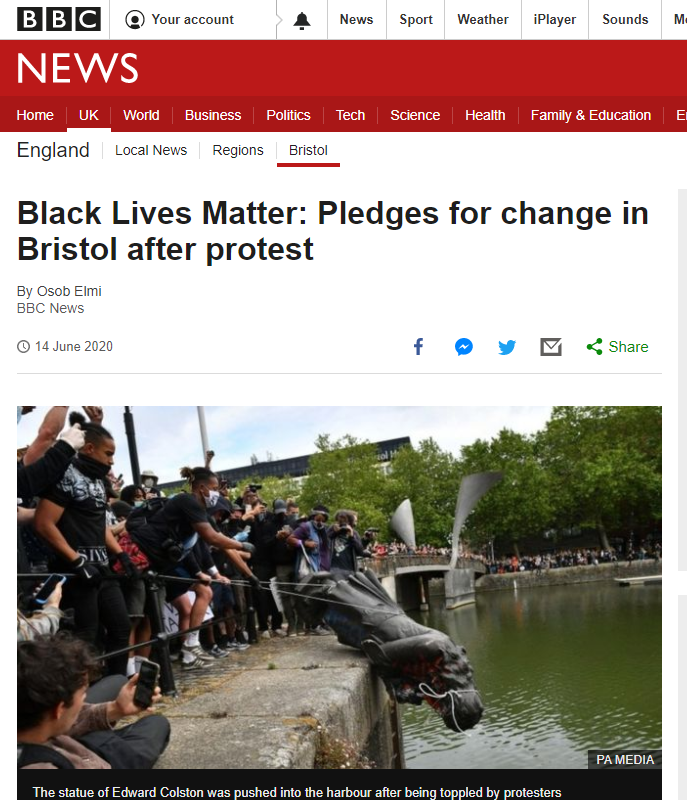 BBC Your account News Sport Weather iPlayer Sounds
NEWS
Home UK World Business Politics Tech Science Health Family & Education
England Local News Regions Bristol
Black Lives Matter: Pledges for change in
Bristol after protest
By Osob Elmi
BBC News
14 June 2020 Share
PA MEDIA
The statue of Edward Colston was pushed into the harbour after being toppled by protesters